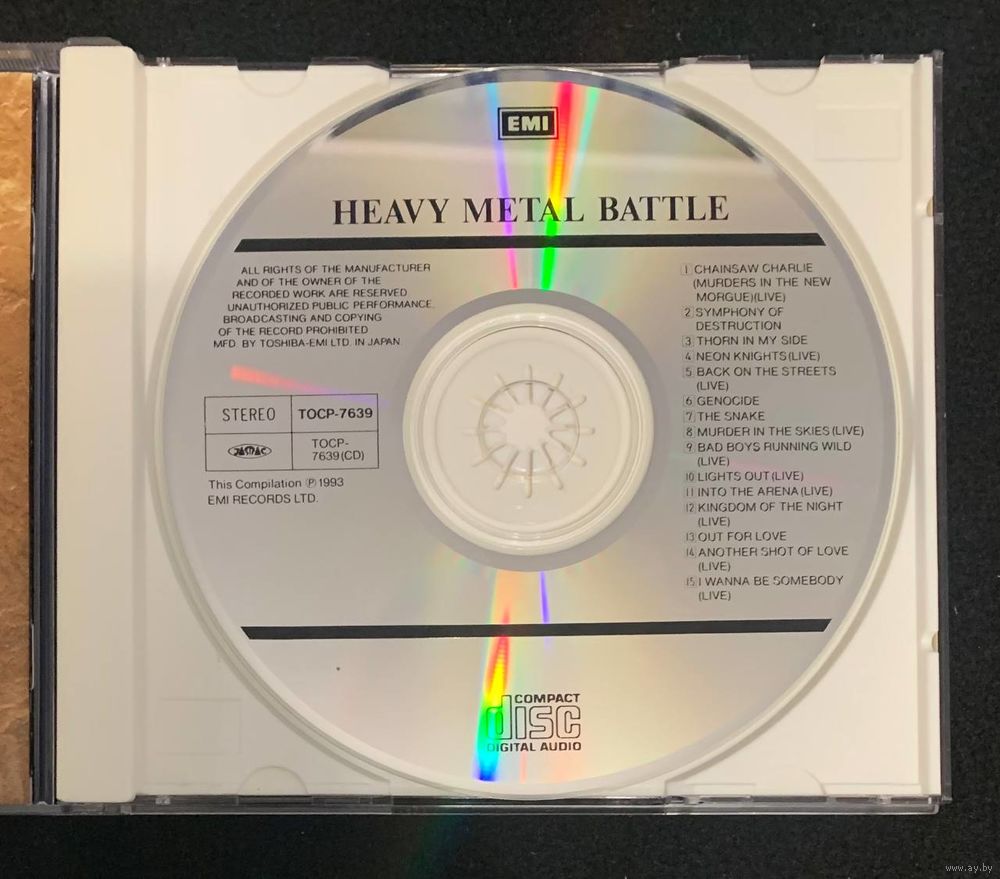 EMI
HEAVY METAL BATTLE
ALL RIGHTS OF THE MANUFACTURER
AND OF THE OWNER OF THE
RECORDED WORK ARE RESERVED.
UNAUTHORIZED PUBLIC PERFORMANCE,
BROADCASTING AND COPYING
OF THE RECORD PROHIBITED
MFD. BY TOSHIBA-EMI LTD. IN JAPAN
STEREO
TOCP-7639
JASRAC
TOCP-
7639(CD)
This Compilation ℗ 1993
EMI RECORDS LTD.
1 CHAINSAW CHARLIE
(MURDERS IN THE NEW
MORGUE)(LIVE)
2 SYMPHONY OF
DESTRUCTION
3 THORN IN MY SIDE
4 NEON KNIGHTS(LIVE)
5 BACK ON THE STREETS
(LIVE)
6 GENOCIDE
7 THE SNAKE
8 MURDER IN THE SKIES(LIVE)
9 BAD BOYS RUNNING WILD
(LIVE)
10 LIGHTS OUT(LIVE)
11 INTO THE ARENA(LIVE)
12 KINGDOM OF THE NIGHT
(LIVE)
13 OUT FOR LOVE
14 ANOTHER SHOT OF LOVE
(LIVE)
15 I WANNA BE SOMEBODY
(LIVE)
COMPACT
disc
DIGITAL AUDIO
www.ay.by